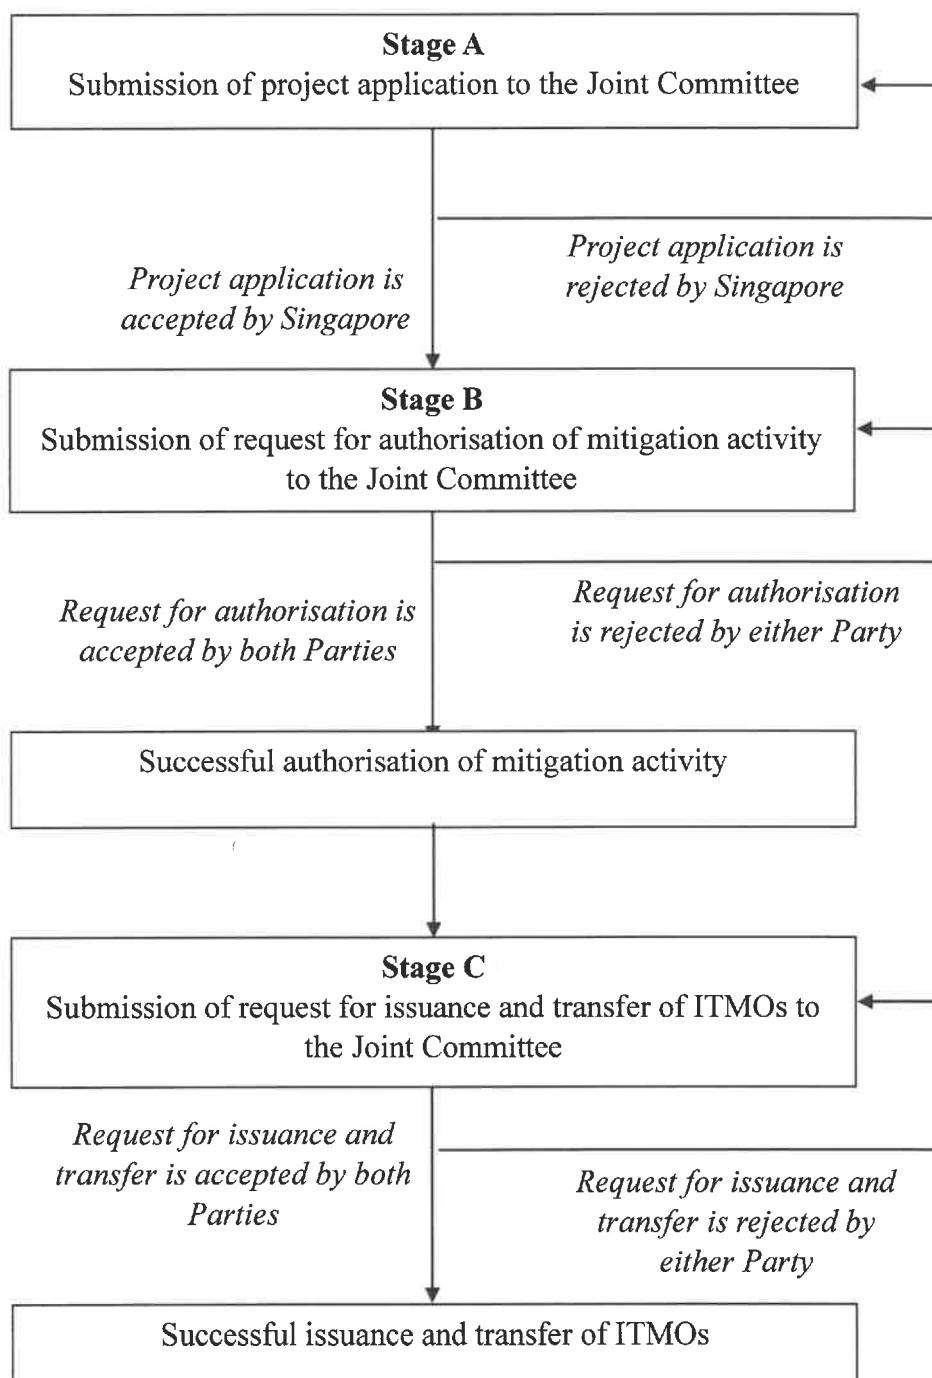 Stage A
Submission of project application to the Joint Committee
Project application is
rejected by Singapore
Project application is
accepted by Singapore
Stage B
Submission of request for authorisation of mitigation activity
to the Joint Committee
Request for authorisation
is rejected by either Party
Request for authorisation is
accepted by both Parties
Successful authorisation of mitigation activity
Stage C
Submission of request for issuance and transfer of ITMOs to
the Joint Committee
Request for issuance and
transfer is accepted by both
Parties
Request for issuance and
transfer is rejected by
either Party
Successful issuance and transfer of ITMOs